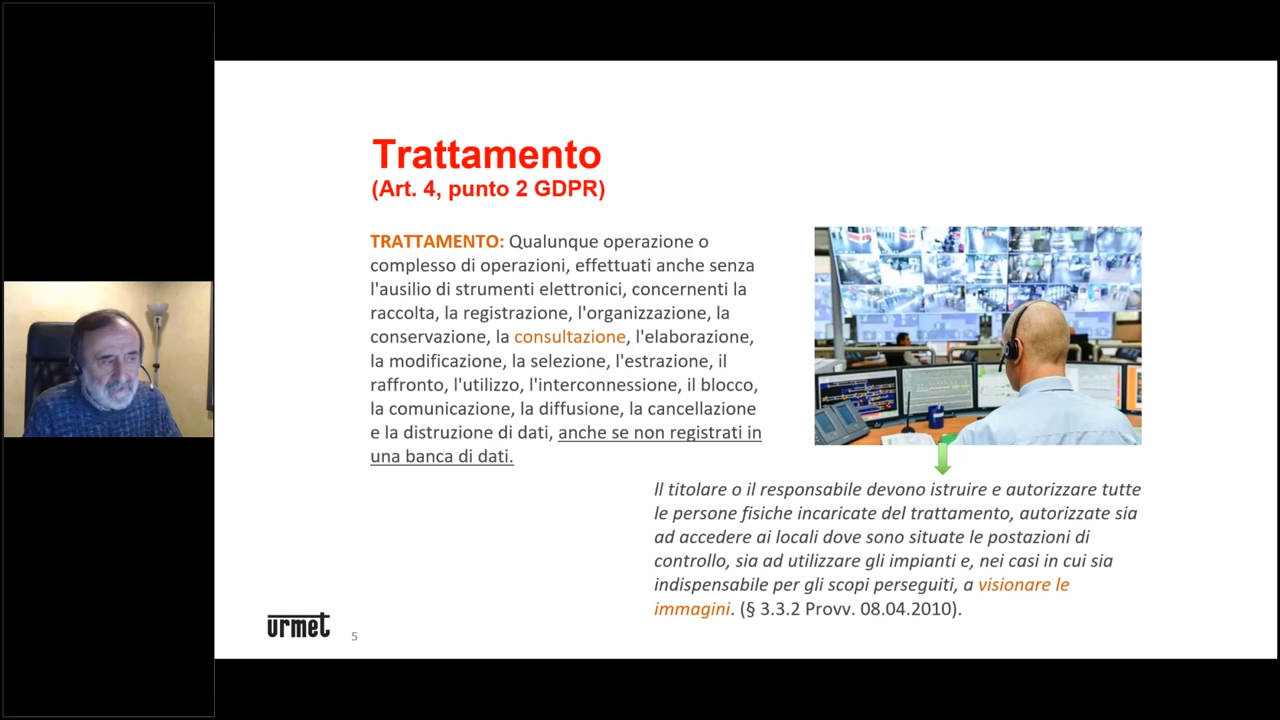 Trattamento
(Art. 4, punto 2 GDPR)
TRATTAMENTO: Qualunque operazione o
complesso di operazioni, effettuati anche senza
l'ausilio di strumenti elettronici, concernenti la
raccolta, la registrazione, l'organizzazione, la
conservazione, la consultazione, l'elaborazione,
la modificazione, la selezione, l'estrazione, il
raffronto, l'utilizzo, l'interconnessione, il blocco,
la comunicazione, la diffusione, la cancellazione
e la distruzione di dati, anche se non registrati in
una banca di dati.
Il titolare o il responsabile devono istruire e autorizzare tutte
le persone fisiche incaricate del trattamento, autorizzate sia
ad accedere ai locali dove sono situate le postazioni di
controllo, sia ad utilizzare gli impianti e, nei casi in cui sia
indispensabile per gli scopi perseguiti, a visionare le
immagini. (§ 3.3.2 Provv. 08.04.2010).
urmet
5